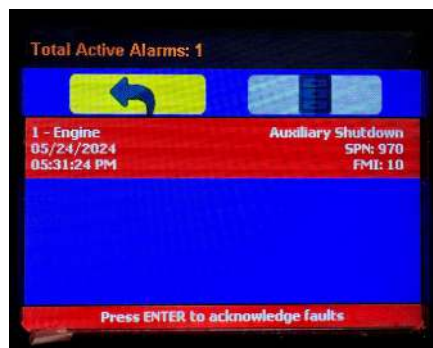 Total Active Alarms: 1
1 - Engine Auxiliary Shutdown
05/24/2024 SPN: 970
05:31:24 PM FMI: 10
Press ENTER to acknowledge faults